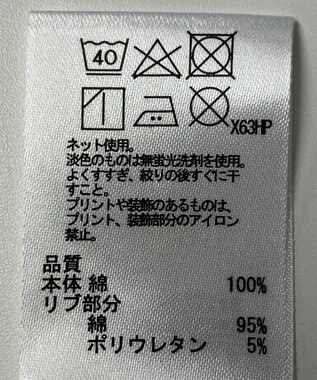 40
X63HP
ネット使用。
淡色のものは無蛍光洗剤を使用。
よくすすぎ、絞りの後すぐに干
すこと。
プリントや装飾のあるものは、
プリント、装飾部分のアイロン
禁止。
品質
本体 綿 100%
リブ部分
綿 95%
ポリウレタン 5%